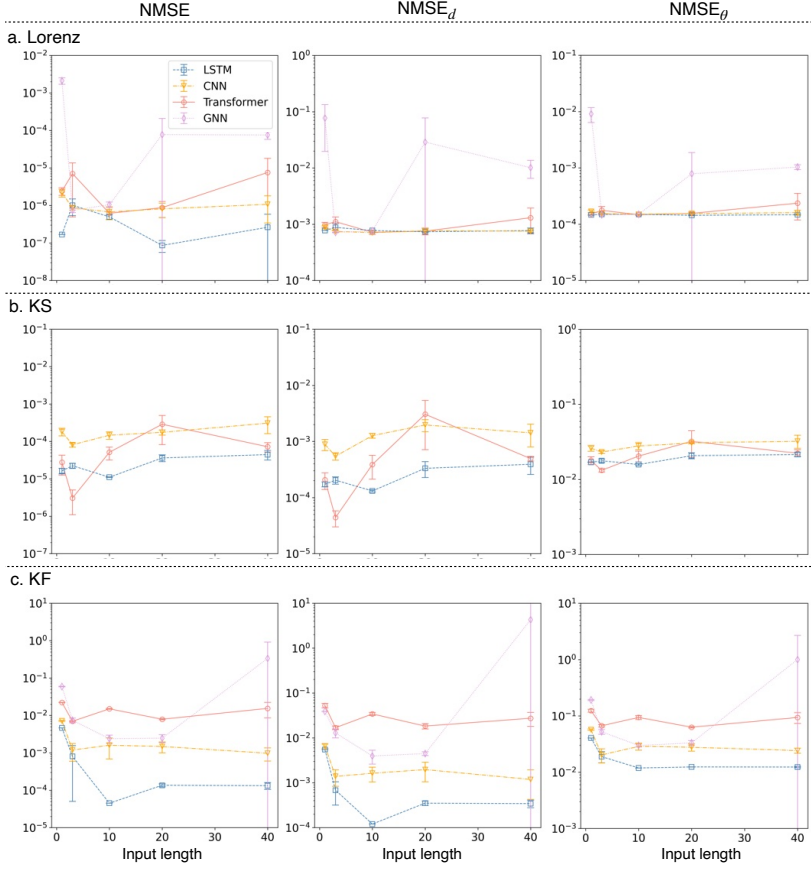 NMSE NMSE_d NMSE_θ
a. Lorenz
10^-2 10^0 10^-1
10^-3 10^-1 10^-2
10^-4 10^-2 10^-3
10^-5 10^-3 10^-4
10^-6 10^-4 10^-5
10^-7
10^-8
LSTM
CNN
Transformer
GNN
b. KS
10^-1 10^-1 10^0
10^-2 10^-2 10^-1
10^-3 10^-3 10^-2
10^-4 10^-4 10^-3
10^-5 10^-5
10^-6
10^-7
c. KF
10^1 10^1 10^1
10^0 10^0 10^0
10^-1 10^-1 10^-1
10^-2 10^-2 10^-2
10^-3 10^-3 10^-3
10^-4 10^-4
10^-5
0 10 20 30 40 0 10 20 30 40 0 10 20 30 40
Input length Input length Input length